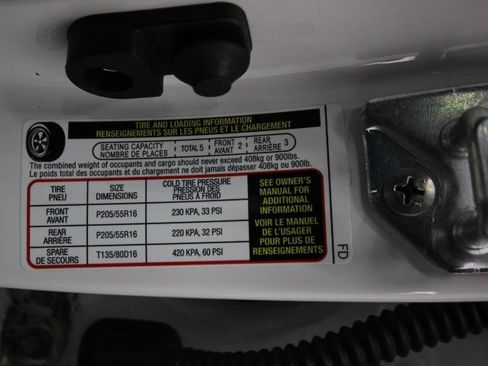 TIRE AND LOADING INFORMATION
RENSEIGNEMENTS SUR LES PNEUS ET LE CHARGEMENT
SEATING CAPACITY
NOMBRE DE PLACES
TOTAL 5
FRONT
AVANT 2
REAR
ARRIÈRE 3
The combined weight of occupants and cargo should never exceed 408kg or 900lb.
Le poids total des occupants et du chargement ne doit jamais dépasser 408kg ou 900lb.
TIRE
PNEU
SIZE
DIMENSIONS
COLD TIRE PRESSURE
PRESSION DES
PNEUS À FROID
FRONT
AVANT
P205/55R16
230 KPA, 33 PSI
REAR
ARRIÈRE
P205/55R16
220 KPA, 32 PSI
SPARE
DE SECOURS
T135/80D16
420 KPA, 60 PSI
SEE OWNER'S
MANUAL FOR
ADDITIONAL
INFORMATION
VOIR LE MANUEL
DE L'USAGER
POUR PLUS DE
RENSEIGNEMENTS
FD